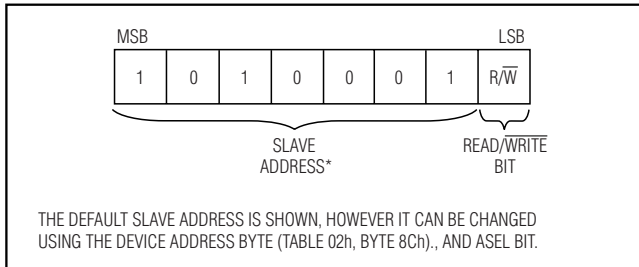 MSB LSB
1 0 1 0 0 0 1 R/W̅
SLAVE READ/W̅R̅I̅T̅E̅
ADDRESS* BIT
THE DEFAULT SLAVE ADDRESS IS SHOWN, HOWEVER IT CAN BE CHANGED
USING THE DEVICE ADDRESS BYTE (TABLE 02h, BYTE 8Ch)., AND ASEL BIT.